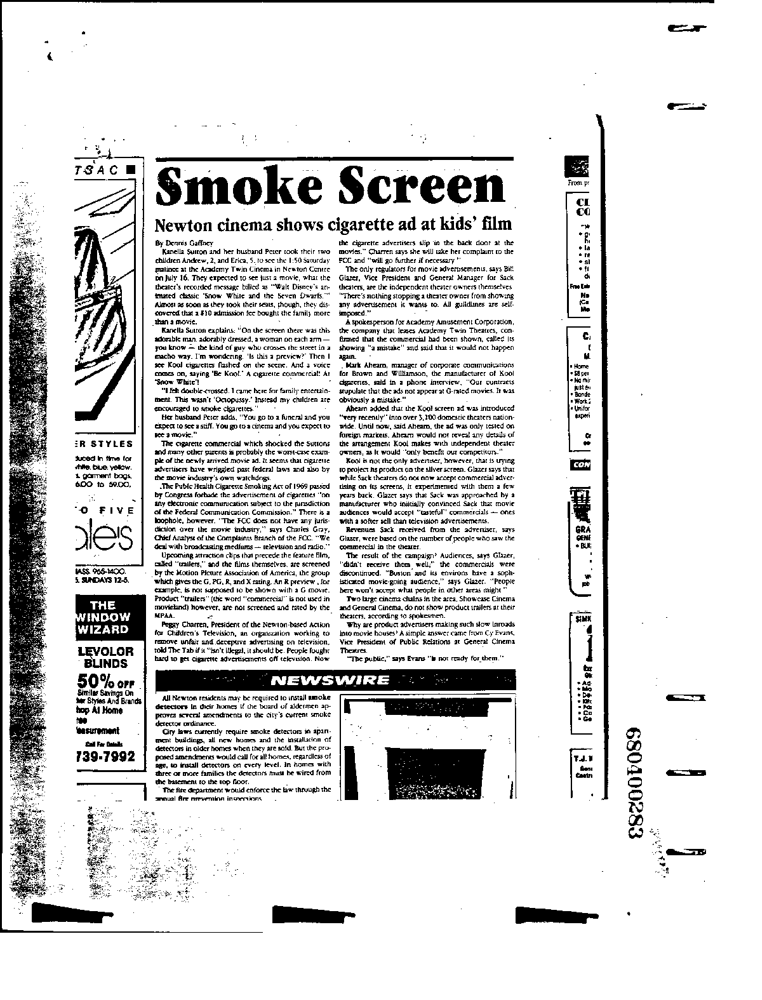 TSAC
Smoke Screen
Newton cinema shows cigarette ad at kids' film
By Dennis Gaffney
Kanella Sutton and her husband Peter took their two
children Andrew, 2, and Erica, 5, to see the 1:50 Saturday
matinee at the Academy Twin Cinema in Newton Centre
on July 16. They expected to see just a movie, what the
theater's recorded message billed as "Walt Disney's an-
imated classic 'Snow White and the Seven Dwarfs.'"
Almost as soon as they took their seats, though, they dis-
covered that a $10 admission fee bought the family more
than a movie.
Kanella Sutton explains: "On the screen there was this
adorable man, adorably dressed, a woman on each arm —
you know — the kind of guy who crosses the street in a
macho way. I'm wondering, 'Is this a preview?' Then I
see Kool cigarettes flashed on the scene. And a voice
comes on, saying 'Be Kool.' A cigarette commercial! At
'Snow White'!
"I felt double-crossed. I came here for family entertain-
ment. This wasn't 'Octopussy.' Instead my children are
encouraged to smoke cigarettes."
Her husband Peter adds, "You go to a funeral and you
expect to see a stiff. You go to a cinema and you expect to
see a movie."
The cigarette commercial which shocked the Suttons
and many other parents is probably the worst-case exam-
ple of the newly arrived movie ad. It seems that cigarette
advertisers have wriggled past federal laws and also by
the movie industry's own watchdogs.
The Public Health Cigarette Smoking Act of 1969 passed
by Congress forbade the advertisement of cigarettes "on
any electronic communication subject to the jurisdiction
of the Federal Communication Commission." There is a
loophole, however. "The FCC does not have any juris-
diction over the movie industry," says Charles Gray,
Chief Analyst of the Complaints Branch of the FCC. "We
deal with broadcasting mediums — television and radio."
Upcoming attraction clips that precede the feature film,
called "trailers," and the films themselves, are screened
by the Motion Picture Association of America, the group
which gives the G, PG, R, and X rating. An R preview, for
example, is not supposed to be shown with a G movie.
Product "trailers" (the word "commercial" is not used in
movieland) however, are not screened and rated by the
MPAA.
Peggy Charren, President of the Newton-based Action
for Children's Television, an organization working to
remove unfair and deceptive advertising on television,
told The Tab if it "isn't illegal, it should be. People fought
hard to get cigarette advertisements off television. Now
the cigarette advertisers slip in the back door at the
movies." Charren says she will take her complaint to the
FCC and "will go further if necessary."
The only regulators for movie advertisements, says Bill
Glazer, Vice President and General Manager for Sack
theaters, are the independent theater owners themselves.
"There's nothing stopping a theater owner from showing
any advertisement it wants to. All guildlines are self-
imposed."
A spokesperson for Academy Amusement Corporation,
the company that leases Academy Twin Theatres, con-
firmed that the commercial had been shown, called its
showing "a mistake" and said that it would not happen
again.
Mark Ahearn, manager of corporate communications
for Brown and Williamson, the manufacturer of Kool
cigarettes, said in a phone interview, "Our contracts
stipulate that the ads not appear at G-rated movies. It was
obviously a mistake."
Ahearn added that the Kool screen ad was introduced
"very recently" into over 3,100 domestic theaters nation-
wide. Until now, said Ahearn, the ad was only tested on
foreign markets. Ahearn would not reveal any details of
the arrangement Kool makes with independent theater
owners, as it would "only benefit our competitors."
Kool is not the only advertiser, however, that is trying
to project its product on the silver screen. Glazer says that
while Sack theaters do not now accept commercial adver-
tising on its screens, it experimented with them a few
years back. Glazer says that Sack was approached by a
manufacturer who initially convinced Sack that movie
audiences would accept "tasteful" commercials — ones
with a softer sell than television advertisements.
Revenues Sack received from the advertiser, says
Glazer, were based on the number of people who saw the
commercial in the theater.
The result of the campaign? Audiences, says Glazer,
"didn't receive them well," the commercials were
discontinued. "Boston and its environs have a soph-
isticated movie-going audience," says Glazer. "People
here won't accept what people in other areas might."
Two large cinema chains in the area, Showcase Cinema
and General Cinema, do not show product trailers at their
theaters, according to spokesmen.
Why are product advertisers making such slow inroads
into movie houses? A simple answer came from Cy Evans,
Vice President of Public Relations at General Cinema
Theatres.
"The public," says Evans "is not ready for them."
NEWSWIRE
All Newton residents may be required to install smoke
detectors in their homes if the board of aldermen ap-
proves several amendments to the city's current smoke
detector ordinance.
City laws currently require smoke detectors in apart-
ment buildings, all new homes and the installation of
detectors in older homes when they are sold. But the pro-
posed amendments would call for all homes, regardless of
age, to install detectors on every level. In homes with
three or more families the detectors must be wired from
the basement to the top floor.
The fire department would enforce the law through the
annual fire prevention inspections.
ER STYLES
duced in time for
white, blue, yellow.
s, garment bags,
6.00 to 59.00.
O FIVE
ales
MASS. 965-1400.
S. SUNDAYS 12-5.
THE
WINDOW
WIZARD
LEVOLOR
BLINDS
50% OFF
Similar Savings On
her Styles And Brands
hop At Home
Call For Details
739-7992
From
CON
GRA
T.J.
680400283